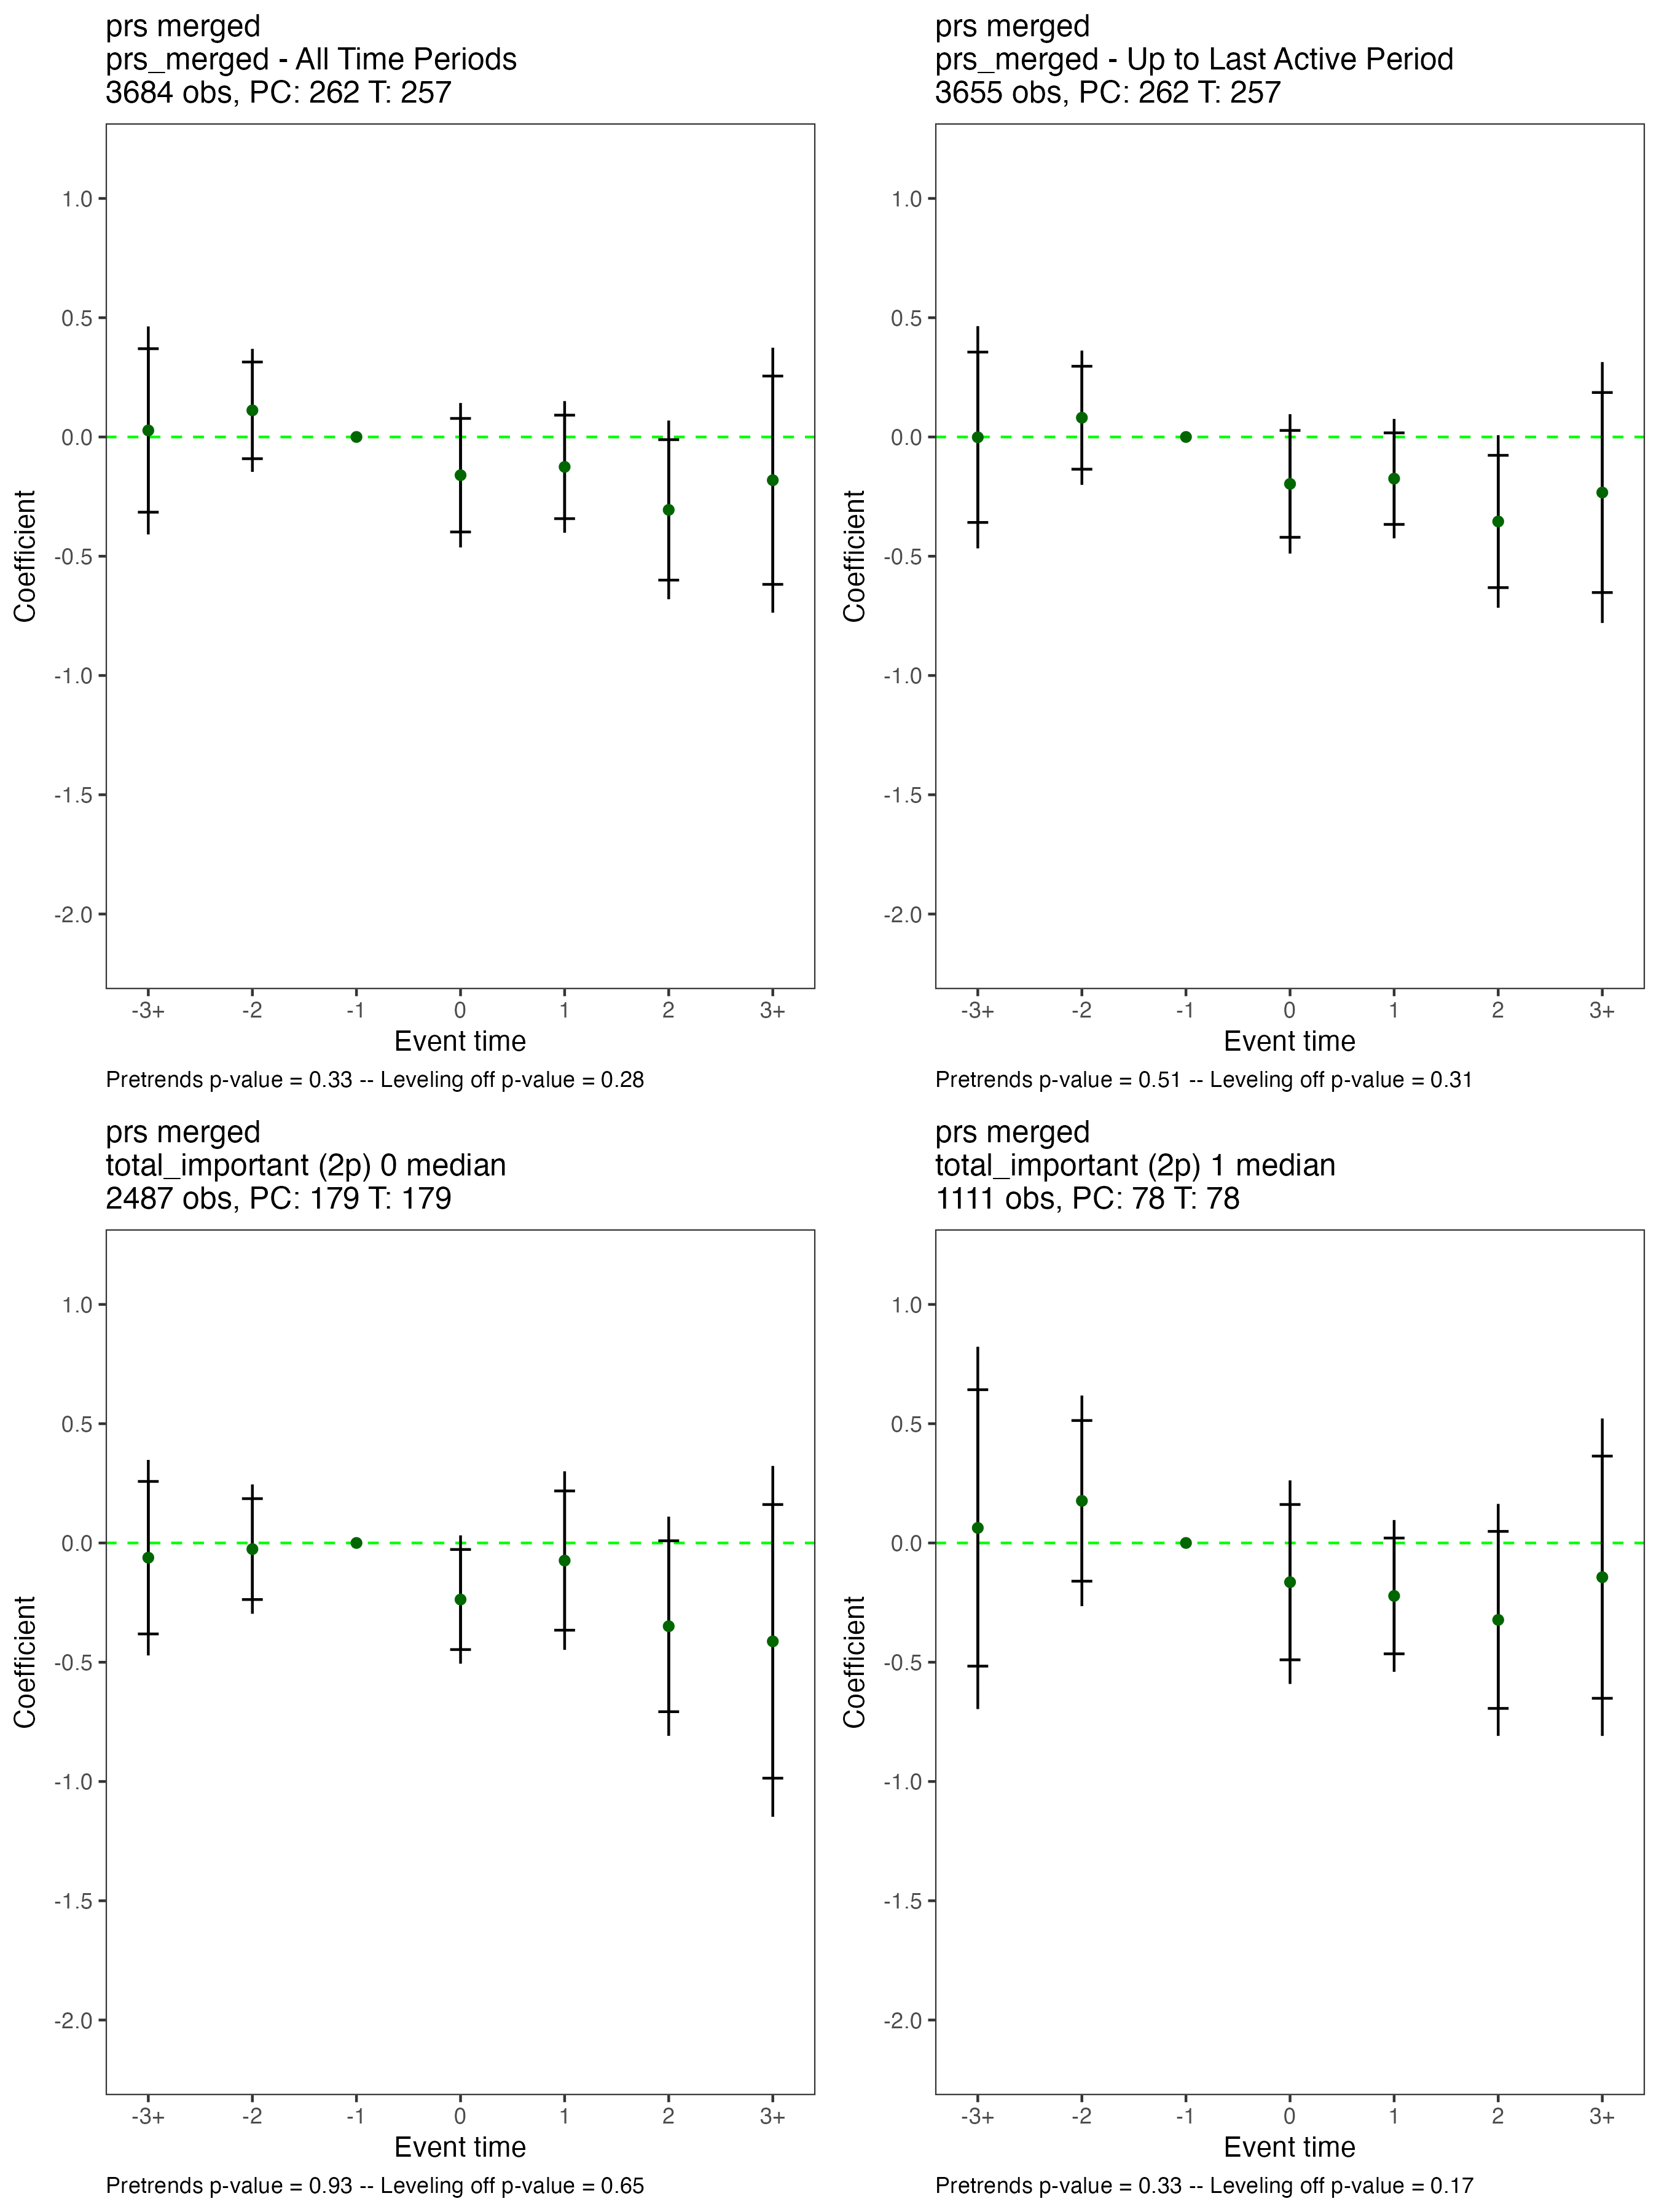 prs merged
prs_merged - All Time Periods
3684 obs, PC: 262 T: 257
1.0
0.5
0.0
-0.5
-1.0
-1.5
-2.0
Coefficient
-3+ -2 -1 0 1 2 3+
Event time
Pretrends p-value = 0.33 -- Leveling off p-value = 0.28
prs merged
prs_merged - Up to Last Active Period
3655 obs, PC: 262 T: 257
1.0
0.5
0.0
-0.5
-1.0
-1.5
-2.0
Coefficient
-3+ -2 -1 0 1 2 3+
Event time
Pretrends p-value = 0.51 -- Leveling off p-value = 0.31
prs merged
total_important (2p) 0 median
2487 obs, PC: 179 T: 179
1.0
0.5
0.0
-0.5
-1.0
-1.5
-2.0
Coefficient
-3+ -2 -1 0 1 2 3+
Event time
Pretrends p-value = 0.93 -- Leveling off p-value = 0.65
prs merged
total_important (2p) 1 median
1111 obs, PC: 78 T: 78
1.0
0.5
0.0
-0.5
-1.0
-1.5
-2.0
Coefficient
-3+ -2 -1 0 1 2 3+
Event time
Pretrends p-value = 0.33 -- Leveling off p-value = 0.17